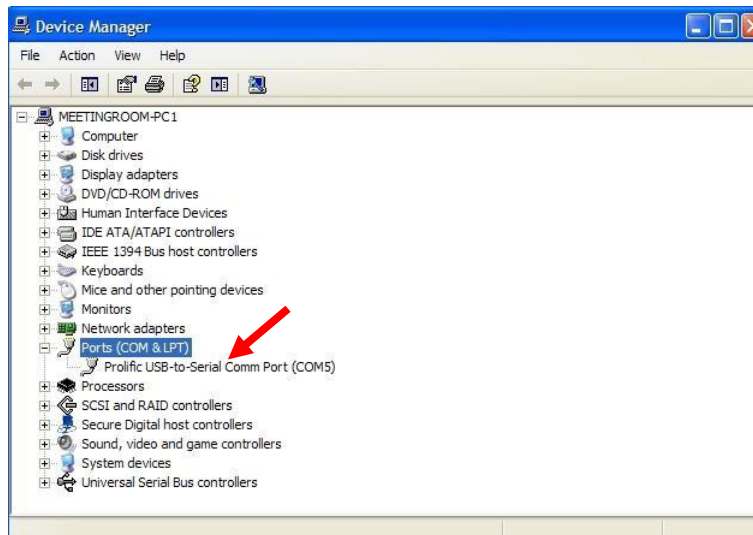 Device Manager
File Action View Help
MEETINGROOM-PC1
Computer
Disk drives
Display adapters
DVD/CD-ROM drives
Human Interface Devices
IDE ATA/ATAPI controllers
IEEE 1394 Bus host controllers
Keyboards
Mice and other pointing devices
Monitors
Network adapters
Ports (COM & LPT)
Prolific USB-to-Serial Comm Port (COM5)
Processors
SCSI and RAID controllers
Secure Digital host controllers
Sound, video and game controllers
System devices
Universal Serial Bus controllers